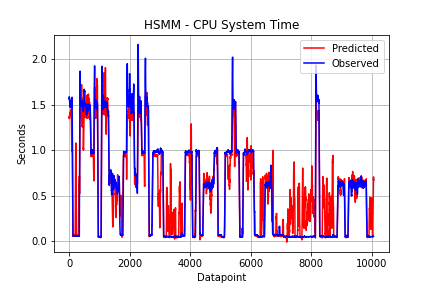 HSMM - CPU System Time
Predicted
Observed
2.0
1.5
1.0
0.5
0.0
Seconds
0 2000 4000 6000 8000 10000
Datapoint